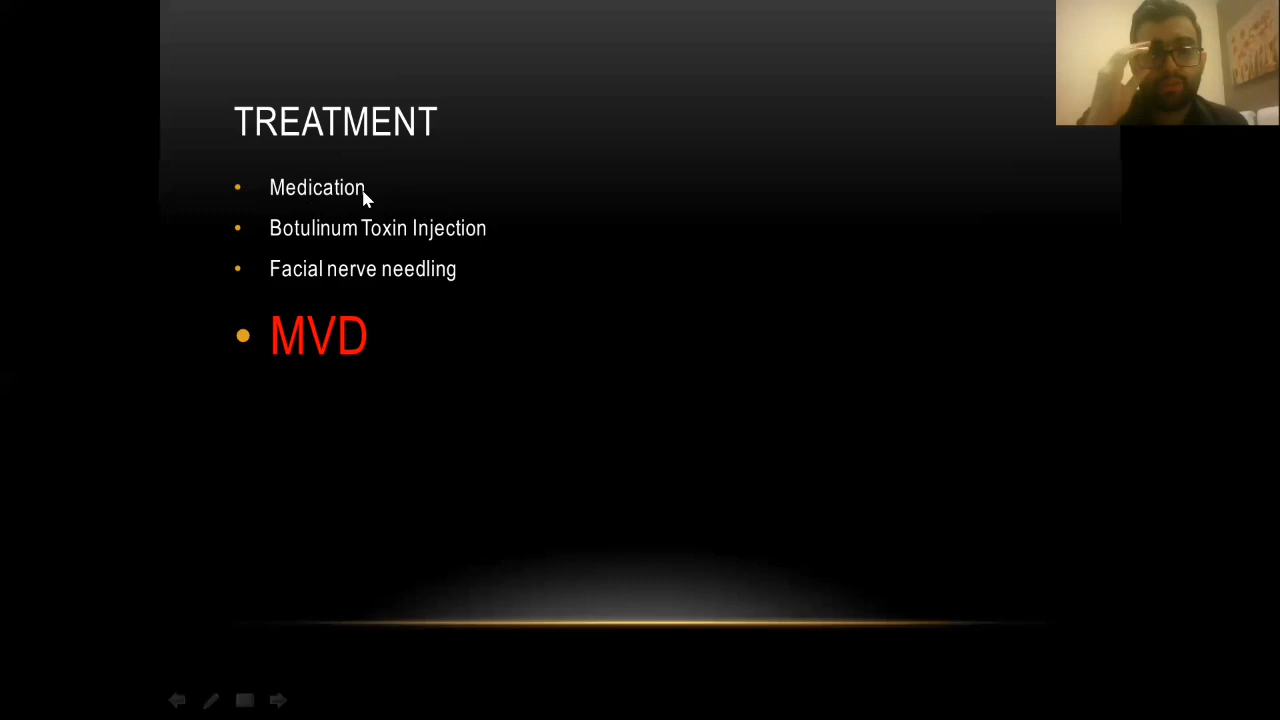 TREATMENT
• Medication
• Botulinum Toxin Injection
• Facial nerve needling
• MVD